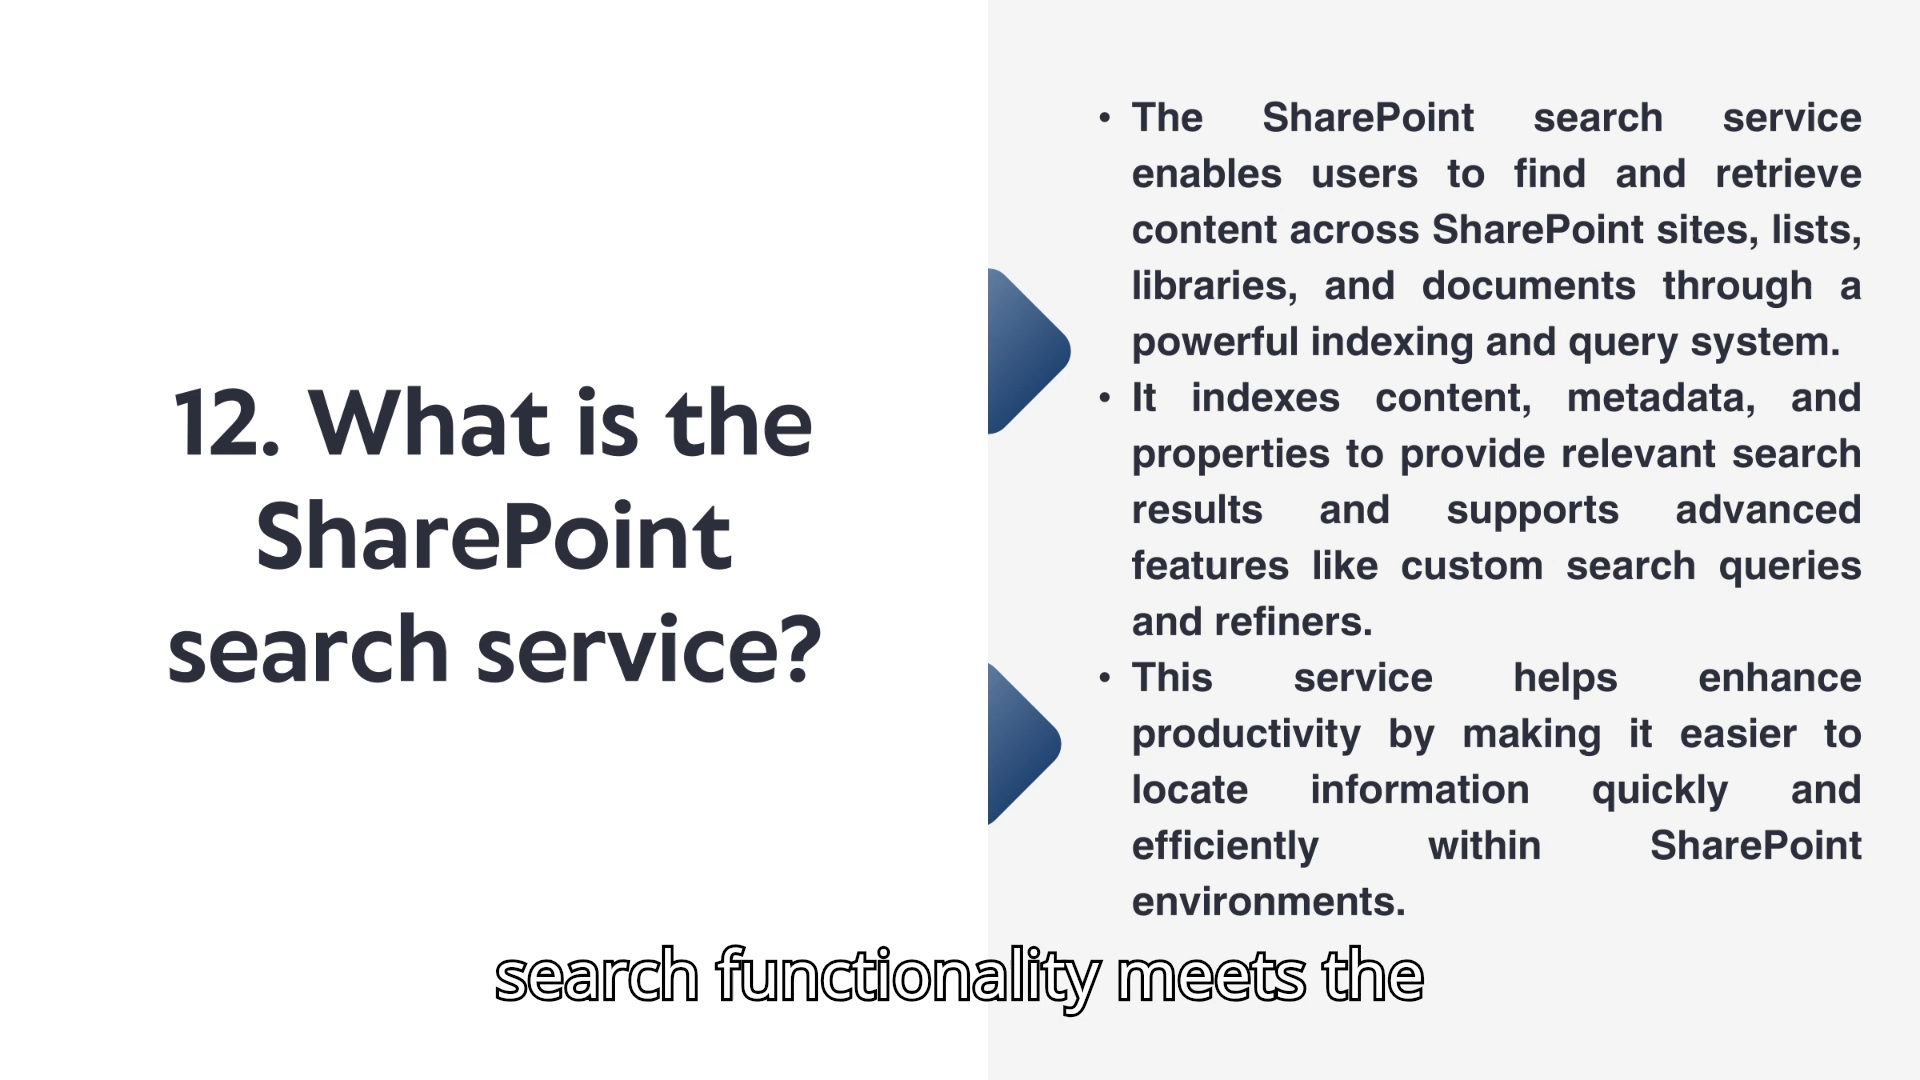 12. What is the
SharePoint
search service?
• The SharePoint search service
enables users to find and retrieve
content across SharePoint sites, lists,
libraries, and documents through a
powerful indexing and query system.
• It indexes content, metadata, and
properties to provide relevant search
results and supports advanced
features like custom search queries
and refiners.
• This service helps enhance
productivity by making it easier to
locate information quickly and
efficiently within SharePoint
environments.
search functionality meets the